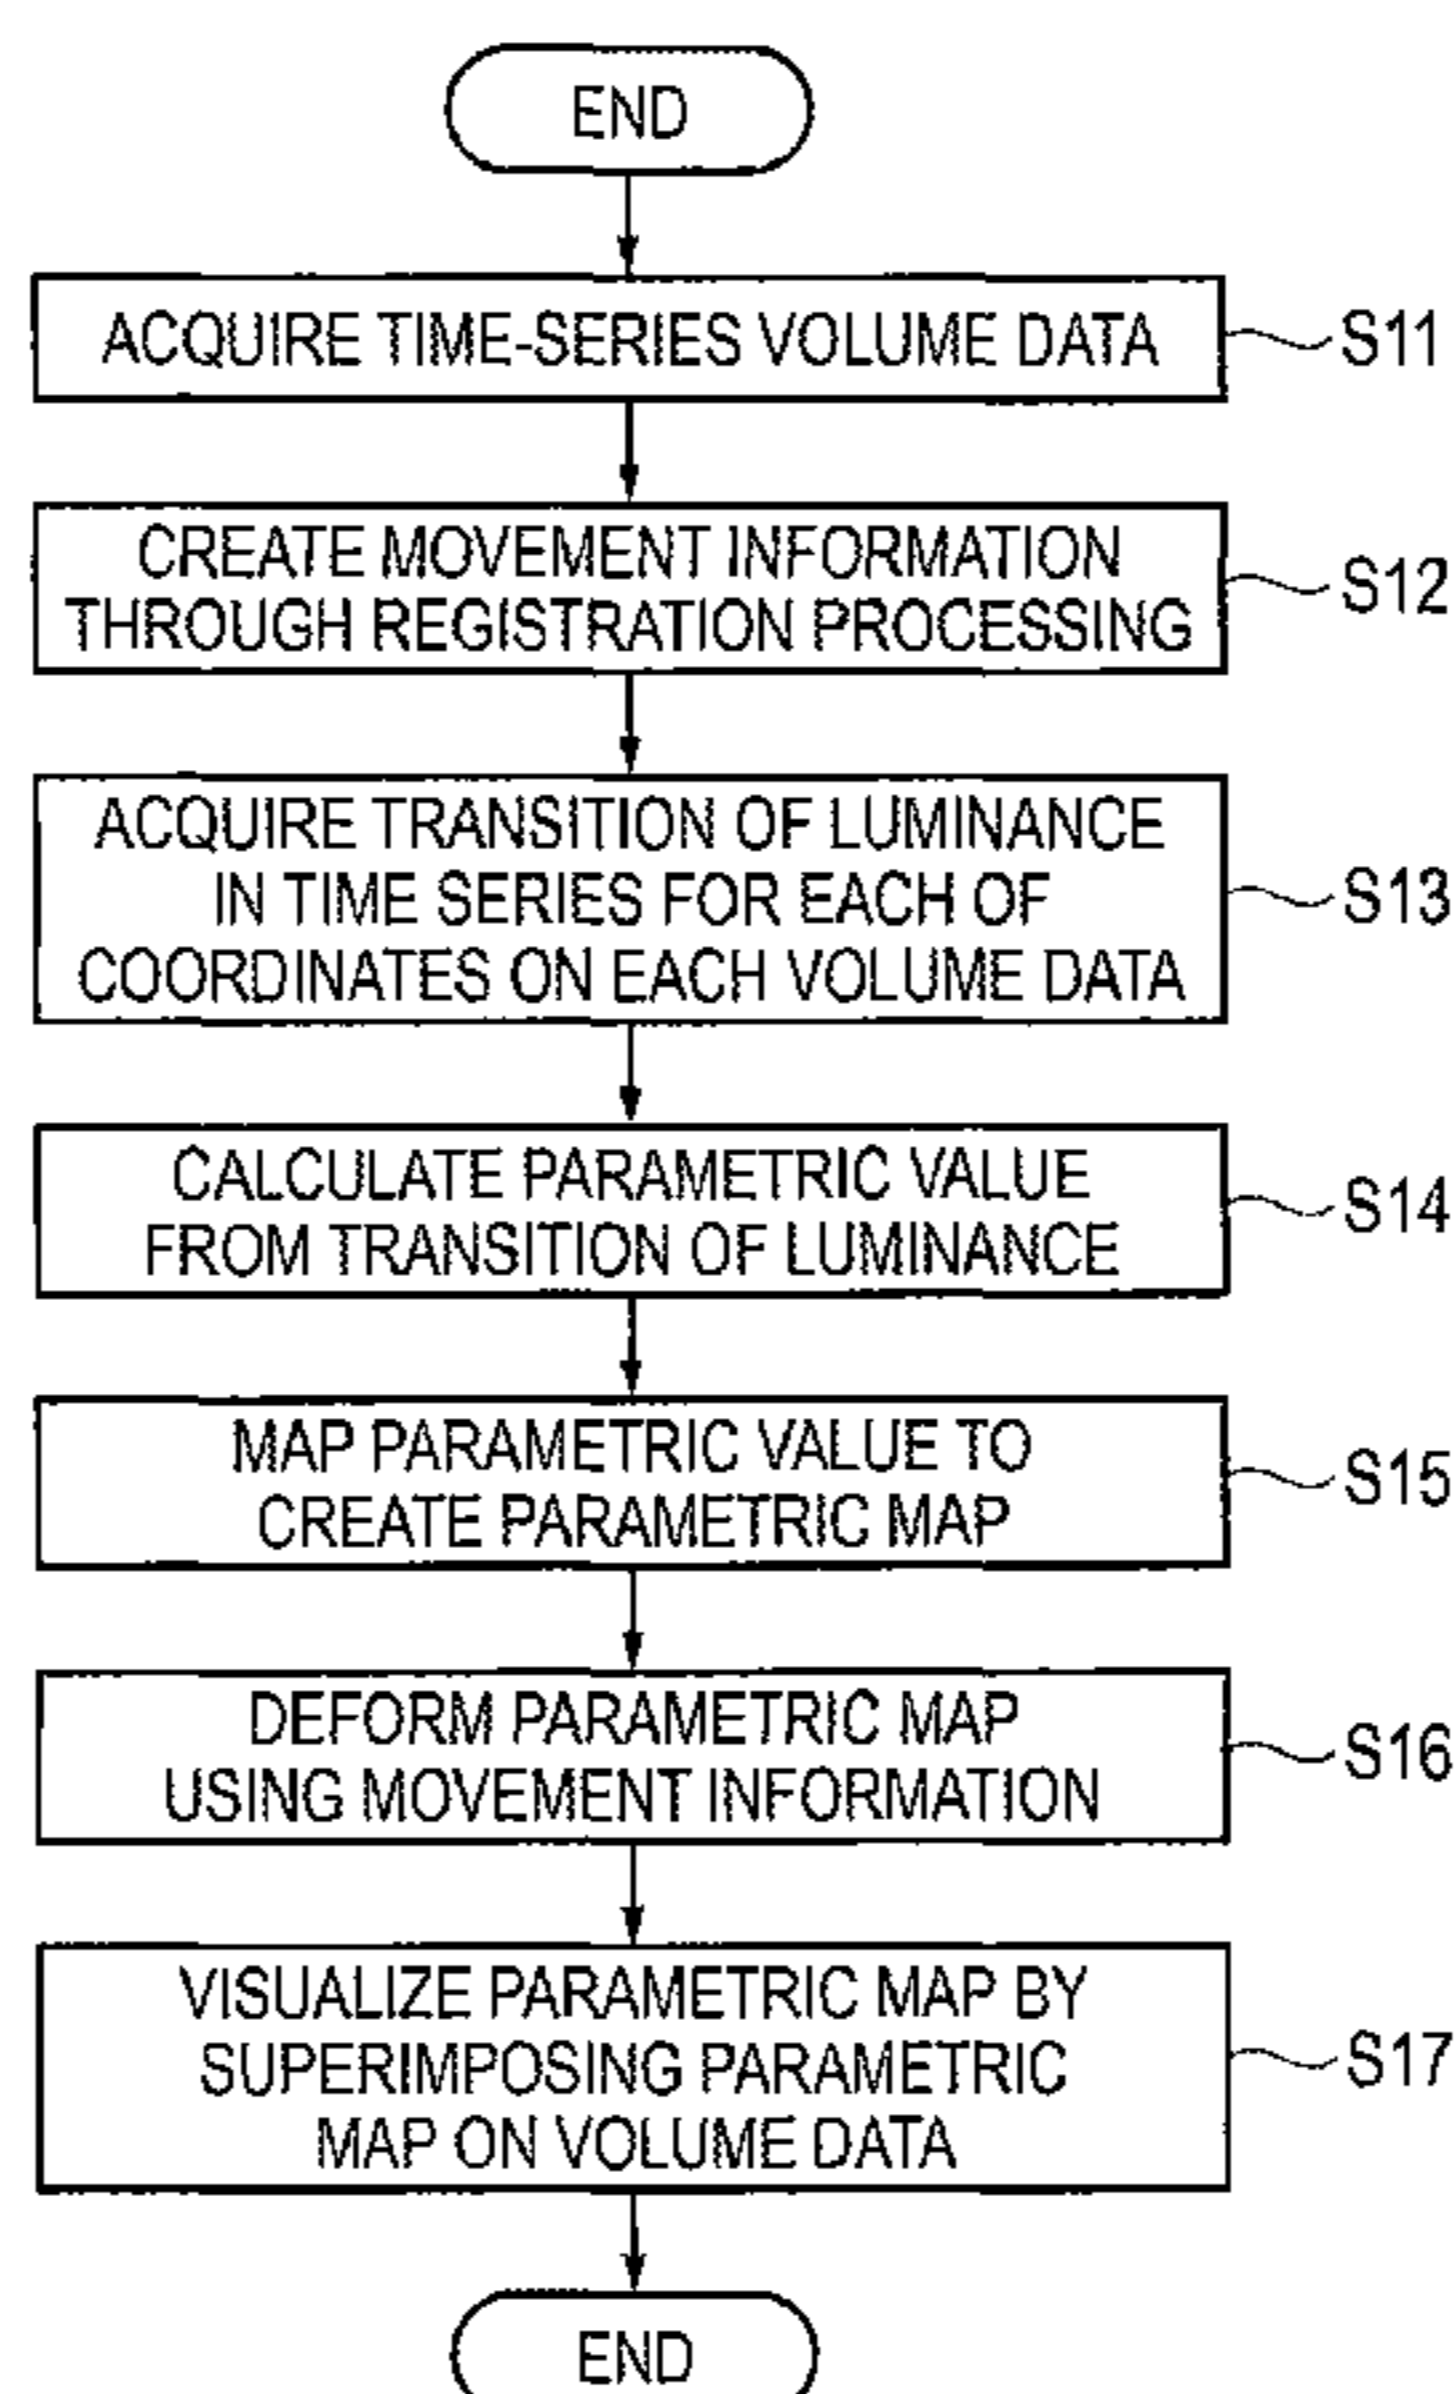 END
ACQUIRE TIME-SERIES VOLUME DATA
S11
CREATE MOVEMENT INFORMATION
THROUGH REGISTRATION PROCESSING
S12
ACQUIRE TRANSITION OF LUMINANCE
IN TIME SERIES FOR EACH OF
COORDINATES ON EACH VOLUME DATA
S13
CALCULATE PARAMETRIC VALUE
FROM TRANSITION OF LUMINANCE
S14
MAP PARAMETRIC VALUE TO
CREATE PARAMETRIC MAP
S15
DEFORM PARAMETRIC MAP
USING MOVEMENT INFORMATION
S16
VISUALIZE PARAMETRIC MAP BY
SUPERIMPOSING PARAMETRIC
MAP ON VOLUME DATA
S17
END